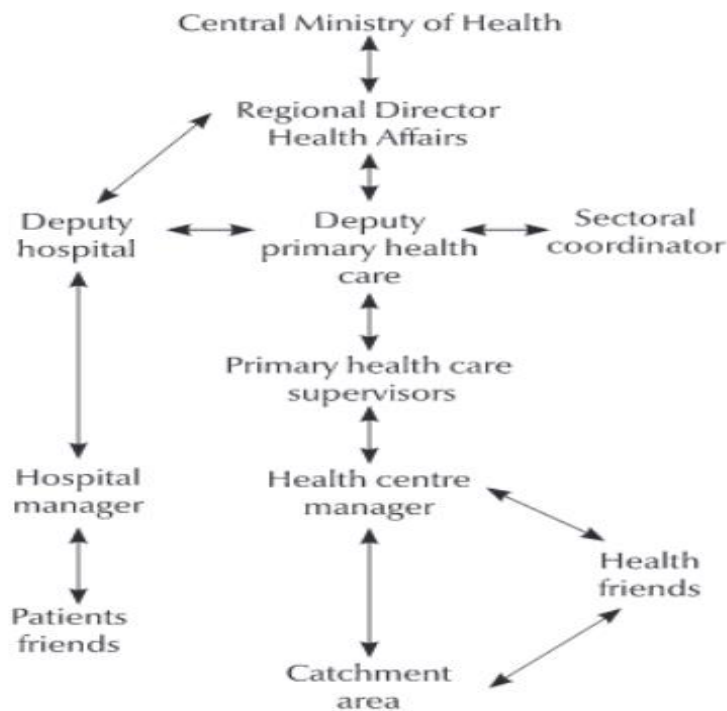 Central Ministry of Health
Regional Director
Health Affairs
Deputy
hospital
Deputy
primary health
care
Sectoral
coordinator
Primary health care
supervisors
Hospital
manager
Health centre
manager
Health
friends
Patients
friends
Catchment
area